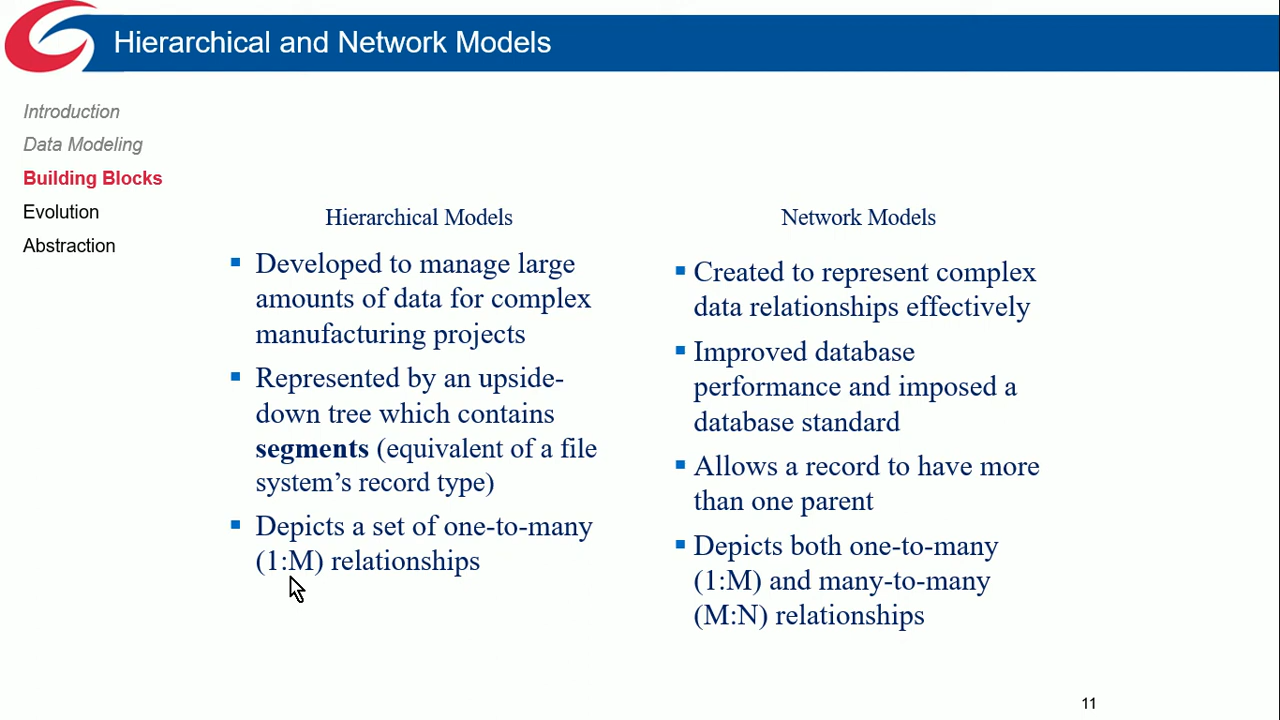 Hierarchical and Network Models
Introduction
Data Modeling
Building Blocks
Evolution
Abstraction
Hierarchical Models
Developed to manage large
amounts of data for complex
manufacturing projects
Represented by an upside-
down tree which contains
segments (equivalent of a file
system’s record type)
Depicts a set of one-to-many
(1:M) relationships
Network Models
Created to represent complex
data relationships effectively
Improved database
performance and imposed a
database standard
Allows a record to have more
than one parent
Depicts both one-to-many
(1:M) and many-to-many
(M:N) relationships
11